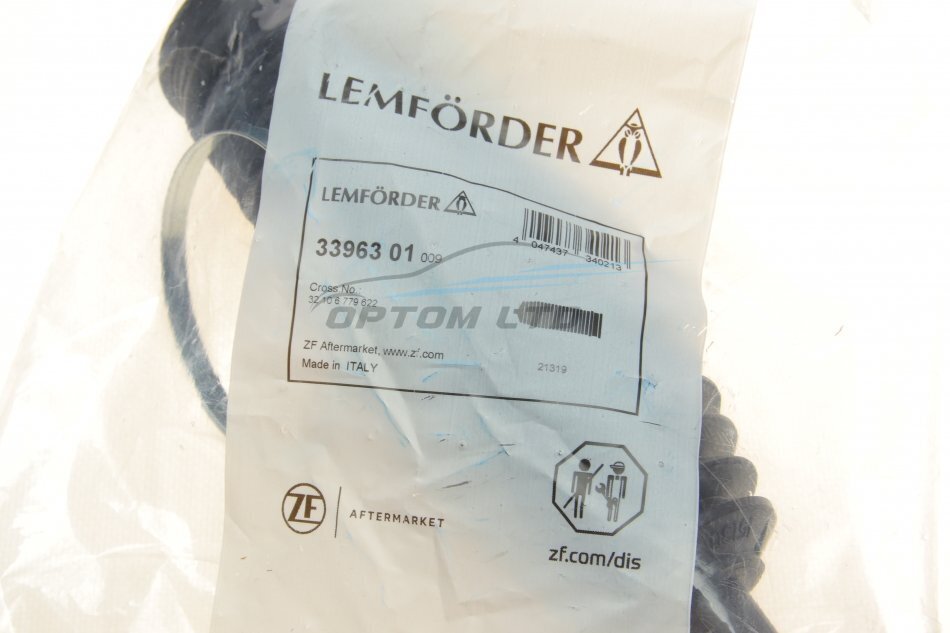 LEMFÖRDER
LEMFÖRDER
33963 01 009
4 047437 340213
Cross No.:
32 10 6 779 622
OPTOM LTD
ZF Aftermarket, www.zf.com
Made in ITALY
21319
ZF AFTERMARKET
zf.com/dis